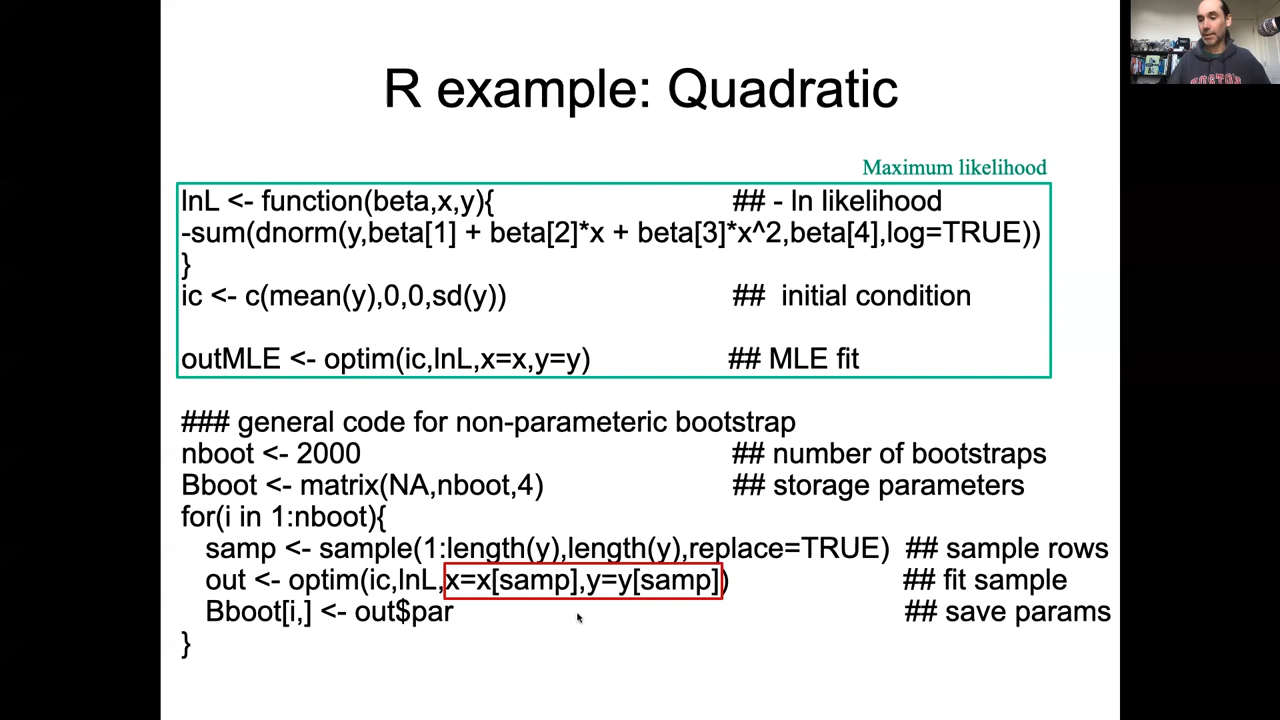 R example: Quadratic
Maximum likelihood
lnL <- function(beta,x,y){ ## - ln likelihood
-sum(dnorm(y,beta[1] + beta[2]*x + beta[3]*x^2,beta[4],log=TRUE))
}
ic <- c(mean(y),0,0,sd(y)) ## initial condition
outMLE <- optim(ic,lnL,x=x,y=y) ## MLE fit
### general code for non-parameteric bootstrap
nboot <- 2000 ## number of bootstraps
Bboot <- matrix(NA,nboot,4) ## storage parameters
for(i in 1:nboot){
samp <- sample(1:length(y),length(y),replace=TRUE) ## sample rows
out <- optim(ic,lnL,x=x[samp],y=y[samp]) ## fit sample
Bboot[i,] <- out$par ## save params
}